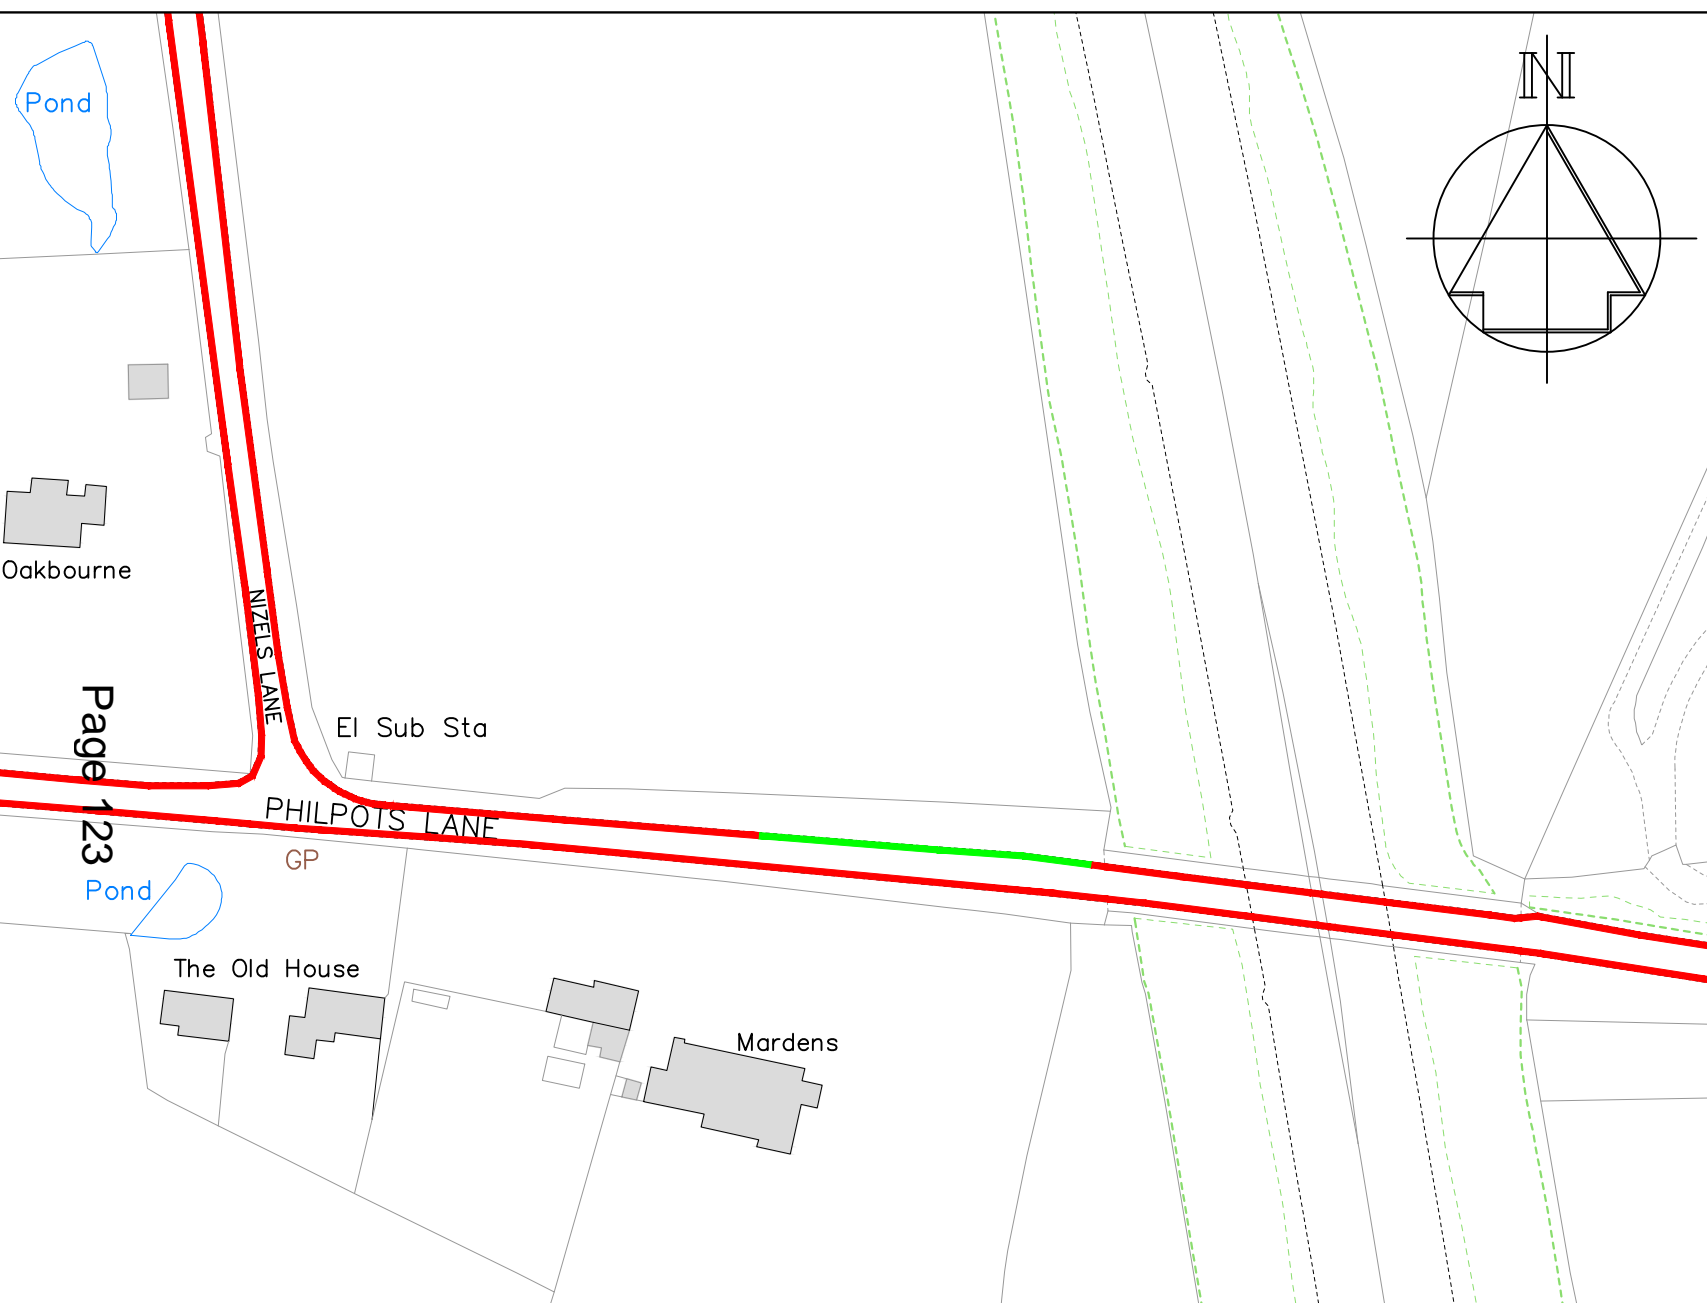 N
Pond
Oakbourne
NIZELS LANE
El Sub Sta
Page 123
PHILPOTS LANE
GP
Pond
The Old House
Mardens